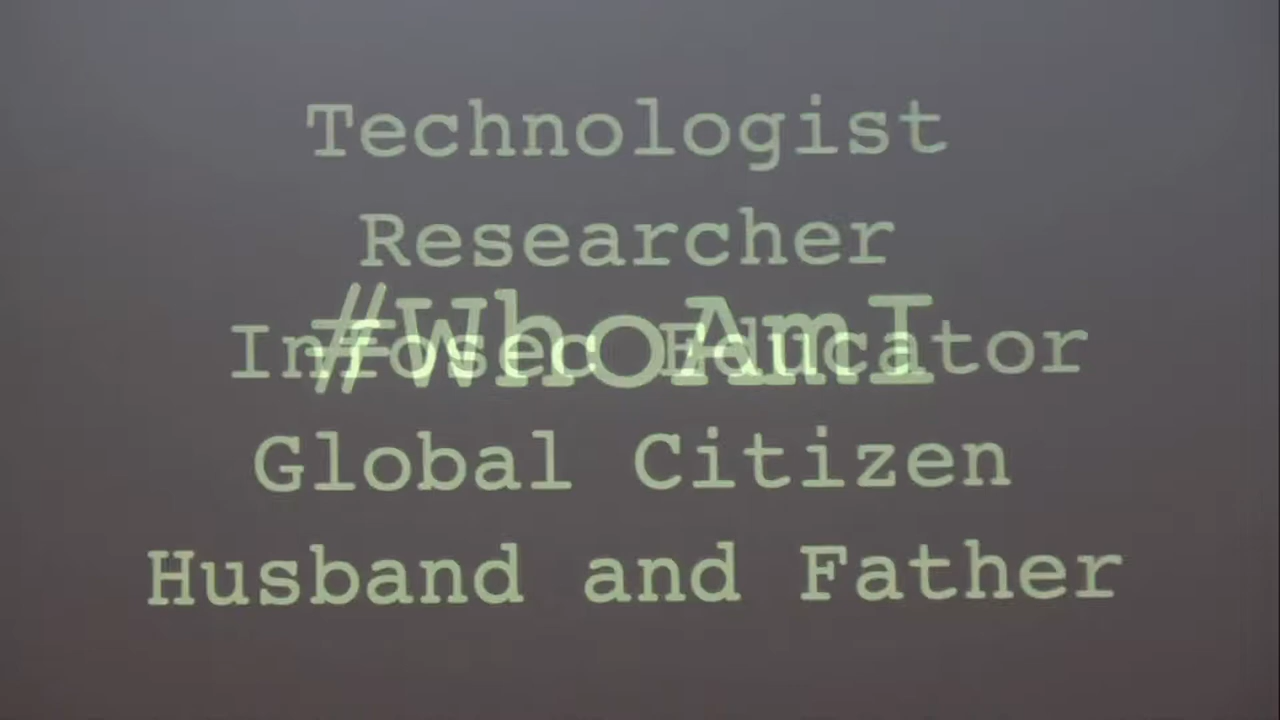 Technologist
Researcher
#WhoAmI
Infosec Educator
Global Citizen
Husband and Father